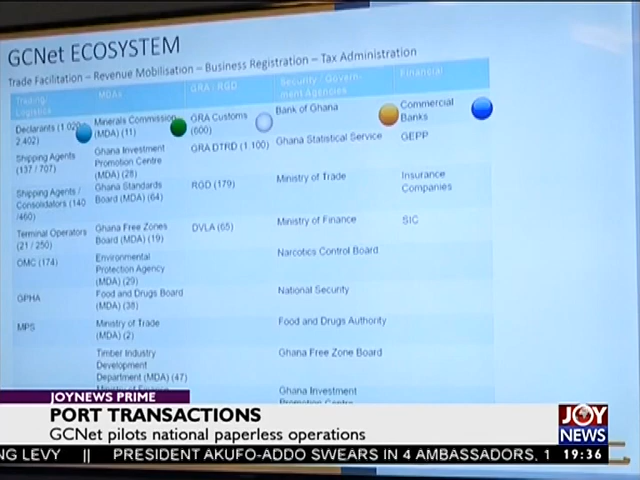 GCNet ECOSYSTEM
Trade Facilitation – Revenue Mobilisation – Business Registration – Tax Administration
Trading/ Logistics
MDAs
GRA - RGD
Security / Govern-
ment Agencies
Financial
Declarants (1 020
2 402)
Shipping Agents
(137 / 707)
Shipping Agents /
Consolidators (140
/460)
Terminal Operators
(21 / 250)
OMC (174)
GPHA
MPS
Minerals Commission
(MDA) (11)
Ghana Investment
Promotion Centre
(MDA) (28)
Ghana Standards
Board (MDA) (64)
Ghana Free Zones
Board (MDA) (19)
Environmental
Protection Agency
(MDA) (29)
Food and Drugs Board
(MDA) (38)
Ministry of Trade
(MDA) (2)
Timber Industry
Development
Department (MDA) (47)
GRA Customs
(600)
GRA DTRD (1 100)
RGD (179)
DVLA (65)
Bank of Ghana
Ghana Statistical Service
Ministry of Trade
Ministry of Finance
Narcotics Control Board
National Security
Food and Drugs Authority
Ghana Free Zone Board
Ghana Investment
Commercial
Banks
GEPP
Insurance
Companies
SIC
JOYNEWS PRIME
PORT TRANSACTIONS
GCNet pilots national paperless operations
JOY
NEWS
NG LEVY || PRESIDENT AKUFO-ADDO SWEARS IN 4 AMBASSADORS, 1
19:36